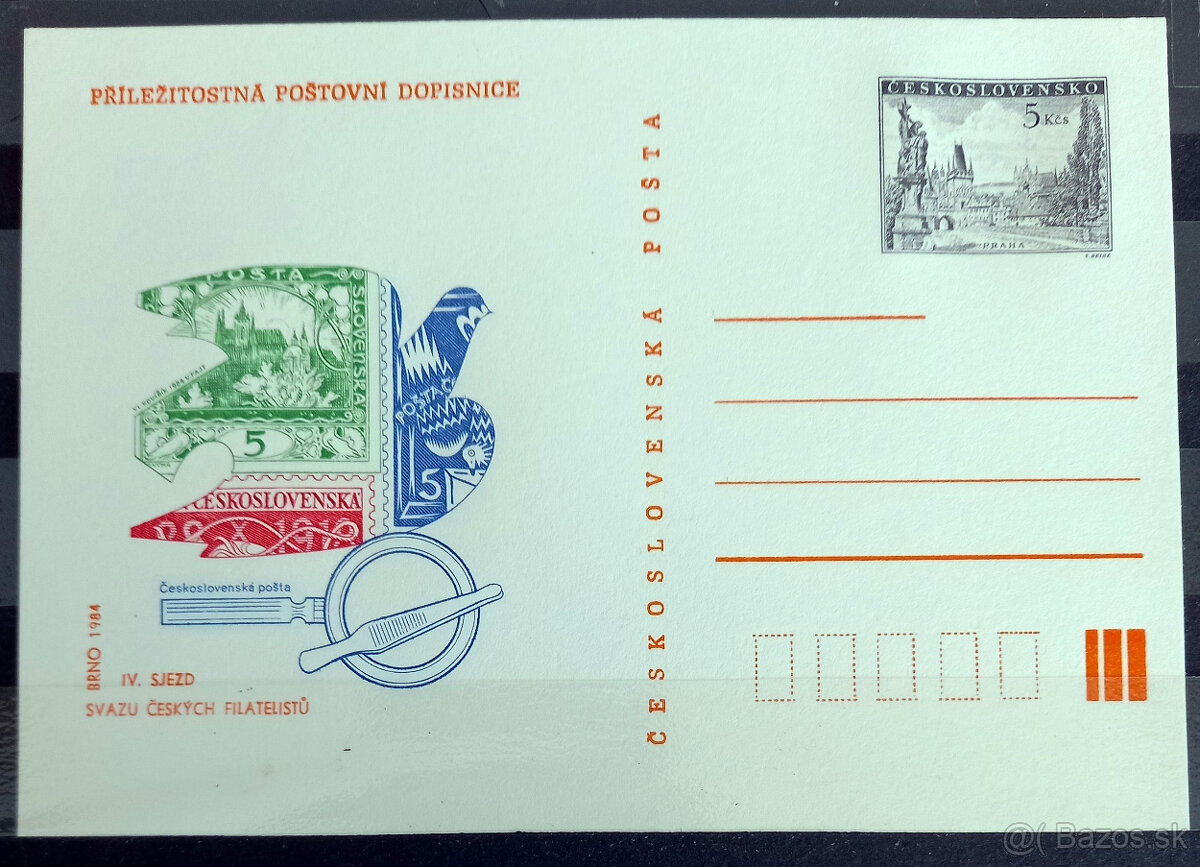 PŘÍLEŽITOSTNÁ POŠTOVNÍ DOPISNICE
ČESKOSLOVENSKO
5 Kčs
PRAHA
ČESKOSLOVENSKÁ POŠTA
POŠTA
SLOVENSKÁ
5
POŠTA
5
ČESKOSLOVENSKÁ
Československá pošta
BRNO 1984
IV. SJEZD
SVAZU ČESKÝCH FILATELISTŮ
@( Bazos.sk